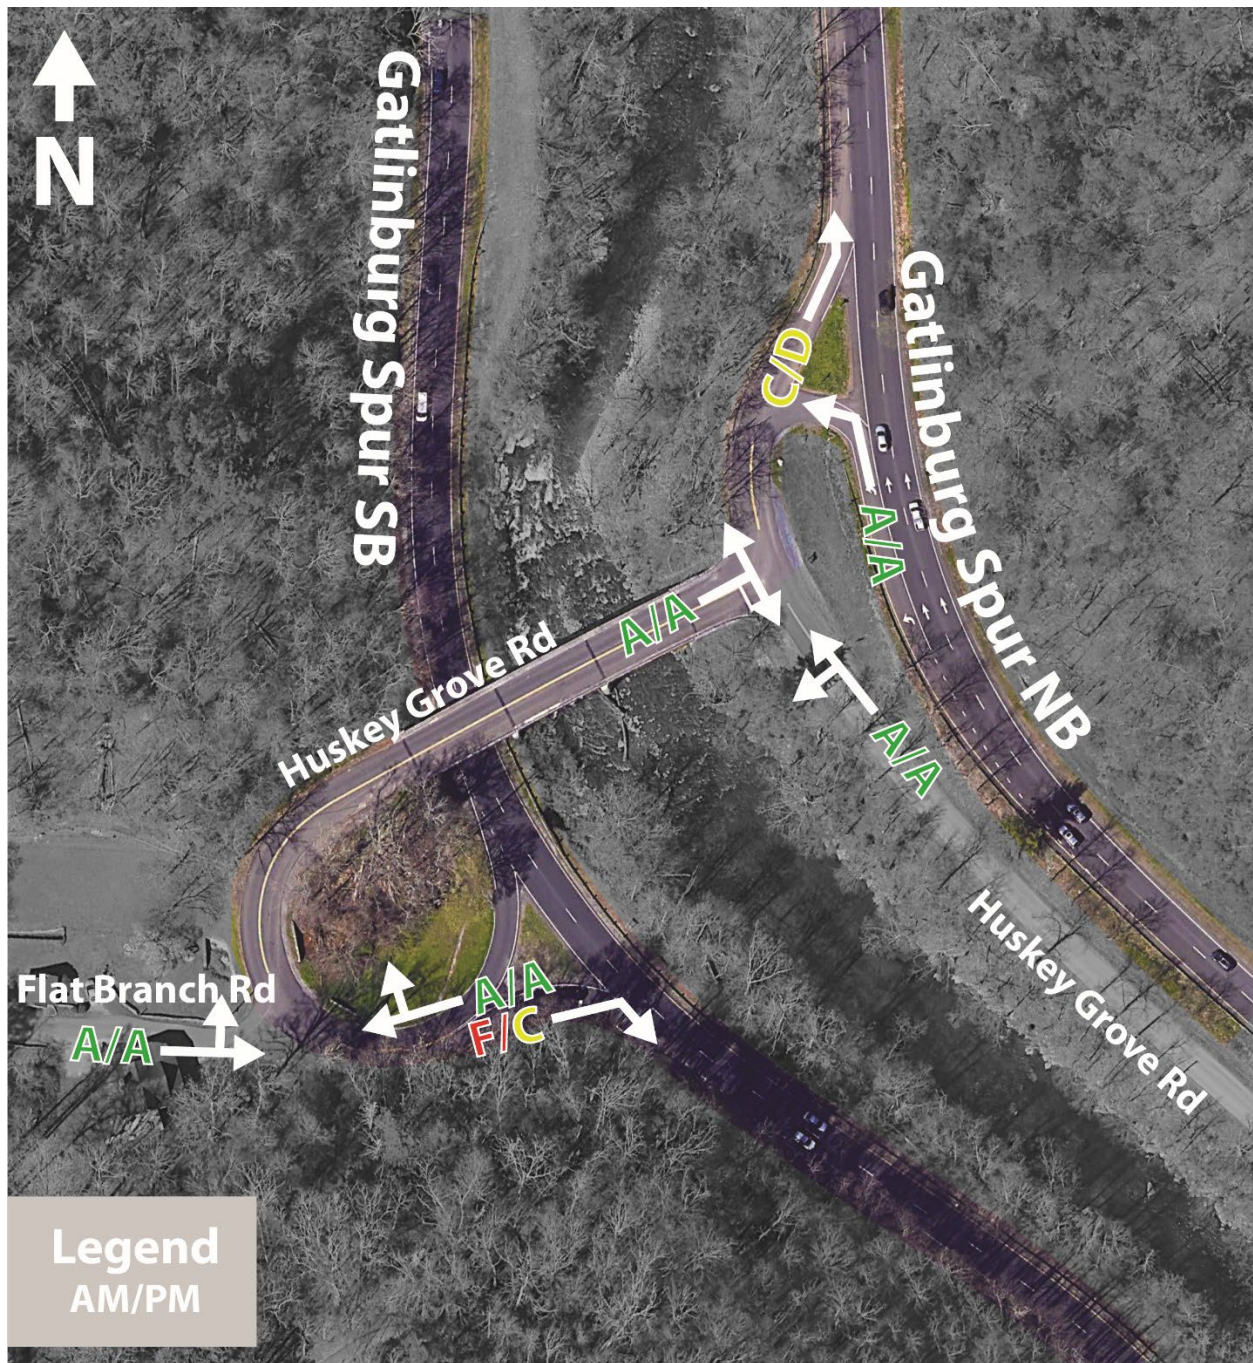 N
Gatlinburg Spur SB
Gatlinburg Spur NB
C/D
A/A
Huskey Grove Rd
A/A
A/A
Huskey Grove Rd
Flat Branch Rd
A/A
A/A
F/C
Legend
AM/PM